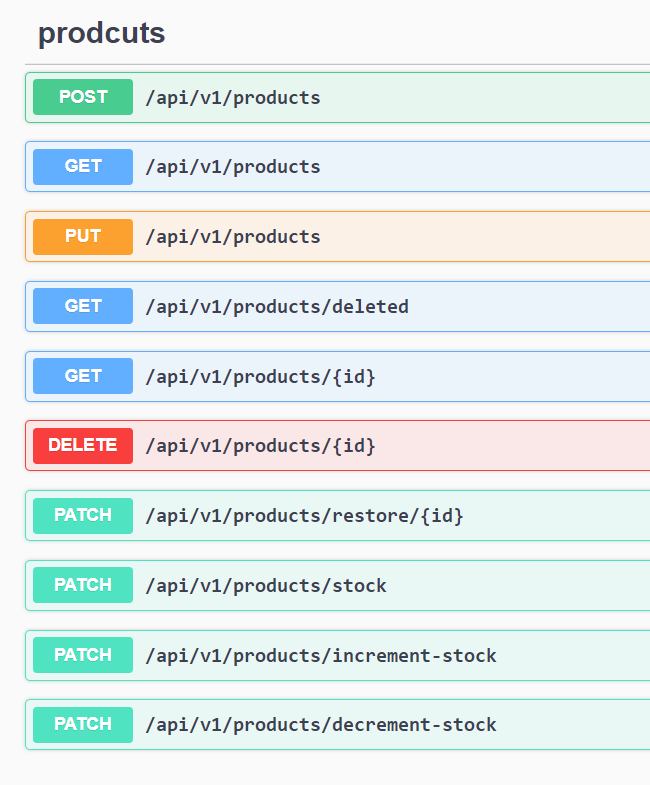 prodcuts
POST /api/v1/products
GET /api/v1/products
PUT /api/v1/products
GET /api/v1/products/deleted
GET /api/v1/products/{id}
DELETE /api/v1/products/{id}
PATCH /api/v1/products/restore/{id}
PATCH /api/v1/products/stock
PATCH /api/v1/products/increment-stock
PATCH /api/v1/products/decrement-stock